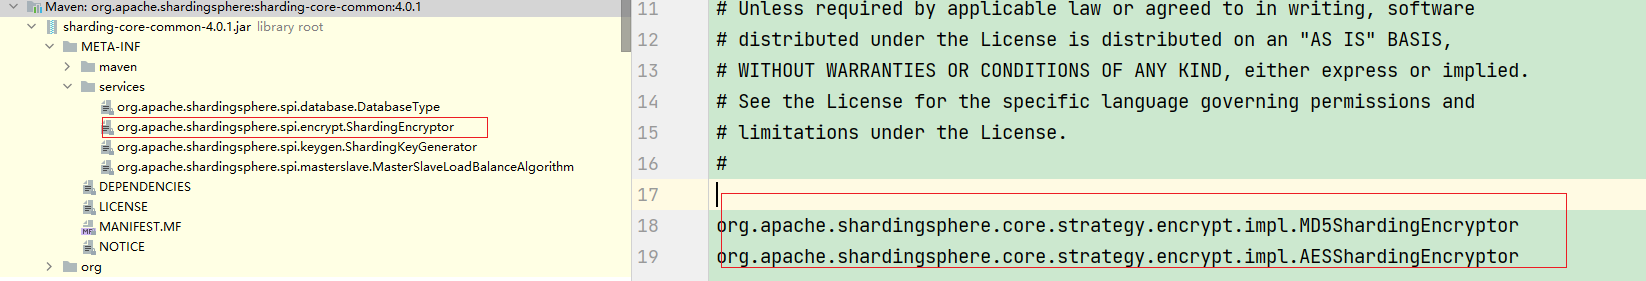 Maven: org.apache.shardingsphere:sharding-core-common:4.0.1
sharding-core-common-4.0.1.jar library root
META-INF
maven
services
org.apache.shardingsphere.spi.database.DatabaseType
org.apache.shardingsphere.spi.encrypt.ShardingEncryptor
org.apache.shardingsphere.spi.keygen.ShardingKeyGenerator
org.apache.shardingsphere.spi.masterslave.MasterSlaveLoadBalanceAlgorithm
DEPENDENCIES
LICENSE
MF
MANIFEST.MF
NOTICE
org
11 # Unless required by applicable law or agreed to in writing, software
12 # distributed under the License is distributed on an "AS IS" BASIS,
13 # WITHOUT WARRANTIES OR CONDITIONS OF ANY KIND, either express or implied.
14 # See the License for the specific language governing permissions and
15 # limitations under the License.
16 #
17
18 org.apache.shardingsphere.core.strategy.encrypt.impl.MD5ShardingEncryptor
19 org.apache.shardingsphere.core.strategy.encrypt.impl.AESShardingEncryptor